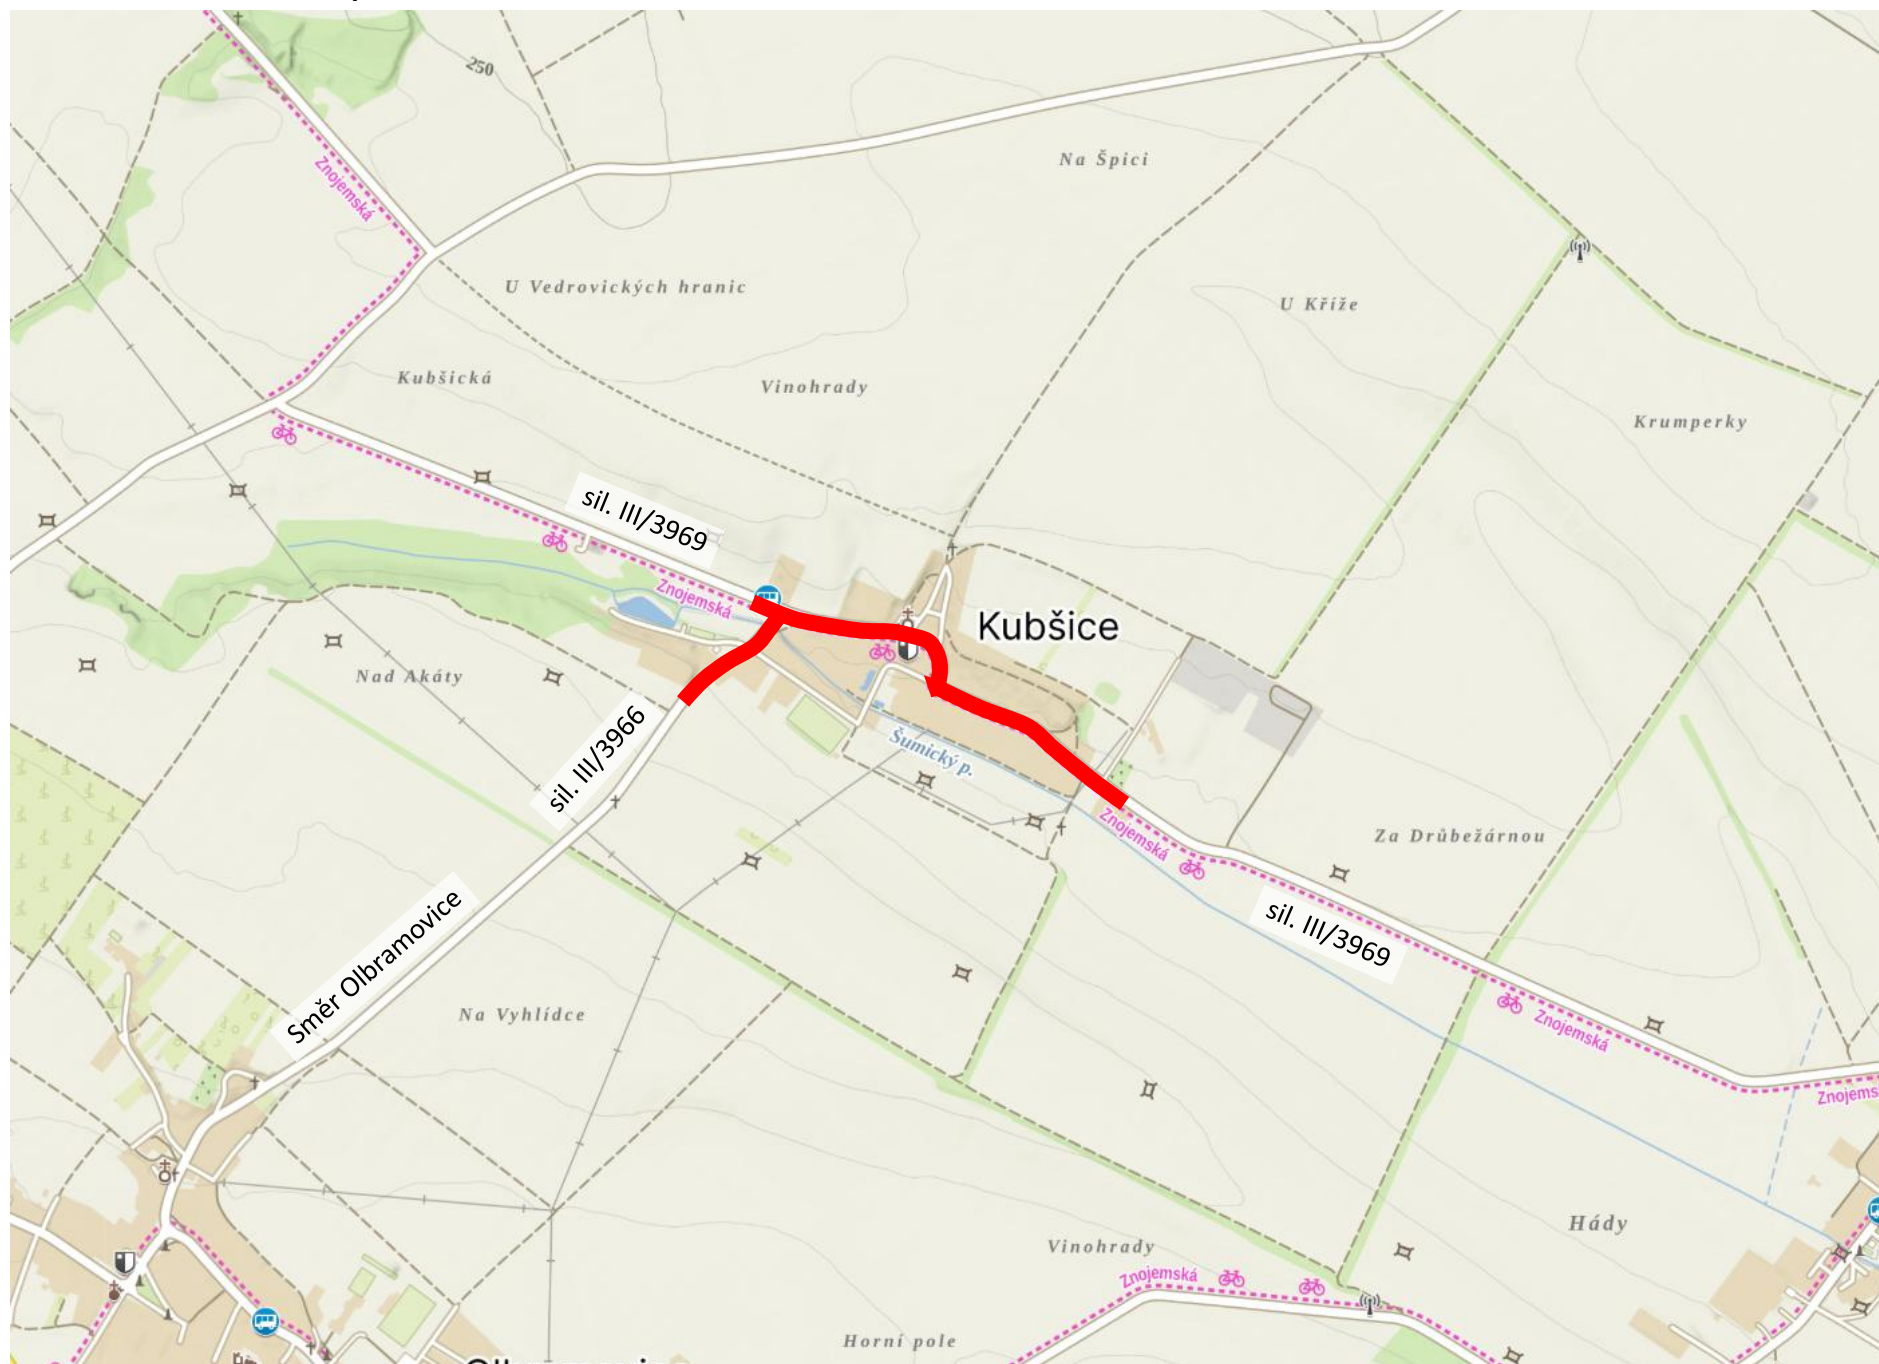 250
Znojemská
Na Špici
U Vedrovických hranic
U Kříže
Kubšická
Vinohrady
Krumperky
sil. III/3969
Znojemská
Kubšice
Nad Akáty
sil. III/3966
Šumický p.
Znojemská
Za Drůbežárnou
sil. III/3969
Směr Olbramovice
Na Vyhlídce
Znojemská
Znojems
Hády
Vinohrady
Znojemská
Horní pole